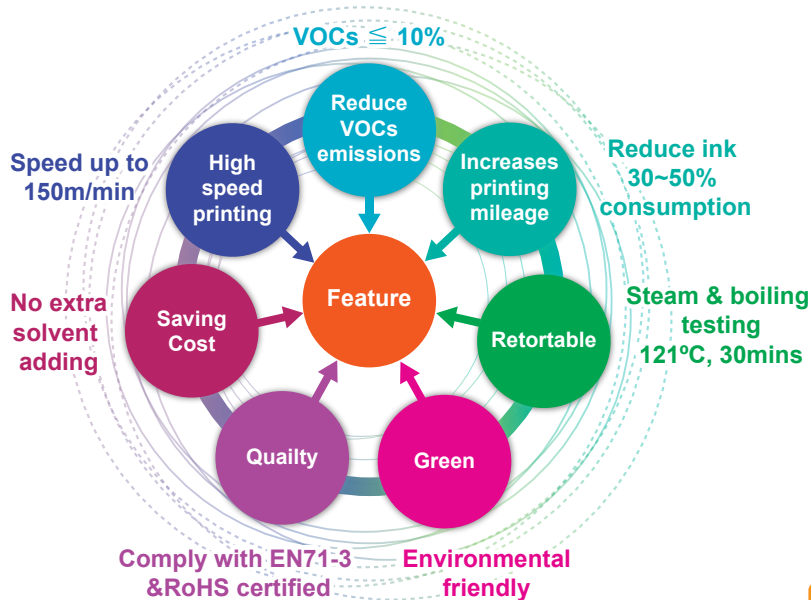 VOCs ≦ 10%
Reduce
VOCs
emissions
Speed up to
150m/min
High
speed
printing
Increases
printing
mileage
Reduce ink
30~50%
consumption
Feature
No extra
solvent
adding
Saving
Cost
Retortable
Steam & boiling
testing
121ºC, 30mins
Quailty
Green
Comply with EN71-3
&RoHS certified
Environmental
friendly